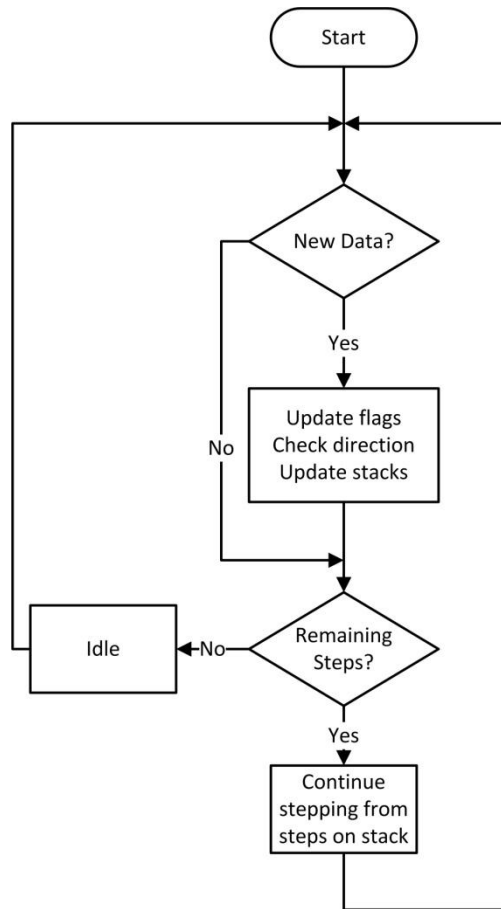 Start
New Data?
Yes
Update flags
Check direction
Update stacks
No
Remaining
Steps?
No
Idle
Yes
Continue
stepping from
steps on stack